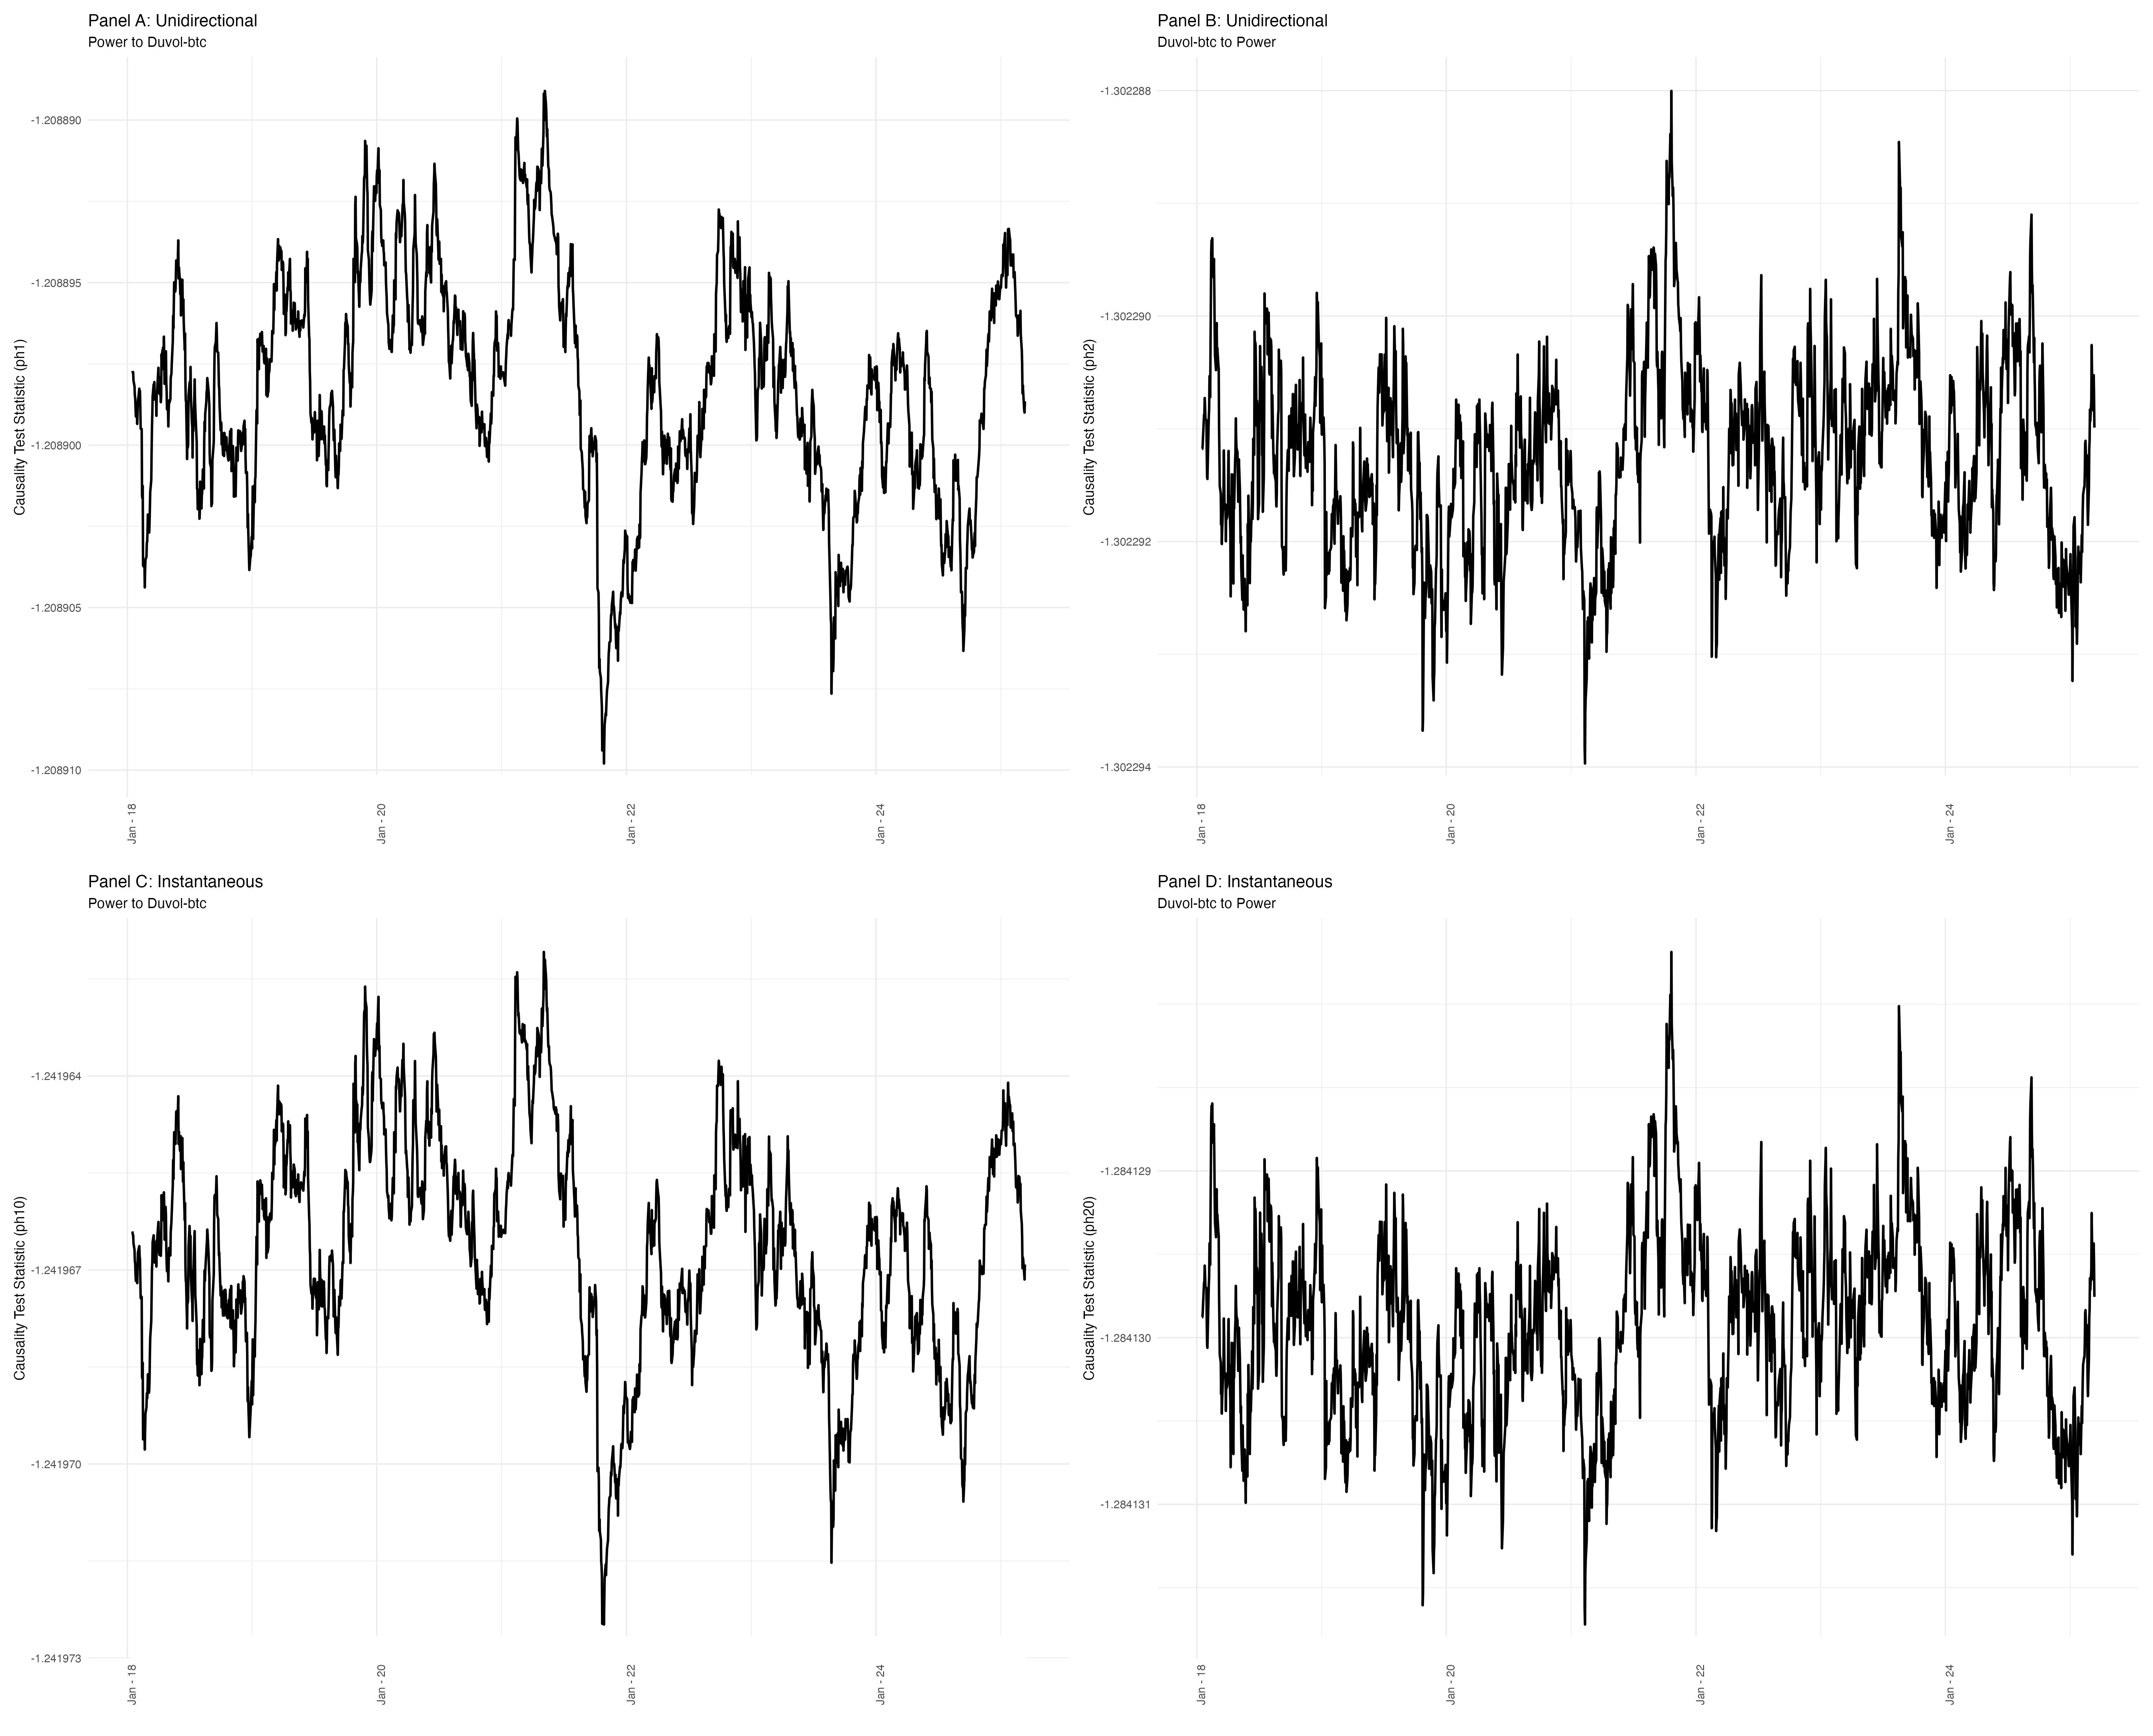 Panel A: Unidirectional
Power to Duvol-btc
Causality Test Statistic (ph1)
-1.208890
-1.208895
-1.208900
-1.208905
-1.208910
Jan - 18
Jan - 20
Jan - 22
Jan - 24
Panel B: Unidirectional
Duvol-btc to Power
Causality Test Statistic (ph2)
-1.302288
-1.302290
-1.302292
-1.302294
Jan - 18
Jan - 20
Jan - 22
Jan - 24
Panel C: Instantaneous
Power to Duvol-btc
Causality Test Statistic (ph10)
-1.241964
-1.241967
-1.241970
-1.241973
Jan - 18
Jan - 20
Jan - 22
Jan - 24
Panel D: Instantaneous
Duvol-btc to Power
Causality Test Statistic (ph20)
-1.284129
-1.284130
-1.284131
Jan - 18
Jan - 20
Jan - 22
Jan - 24